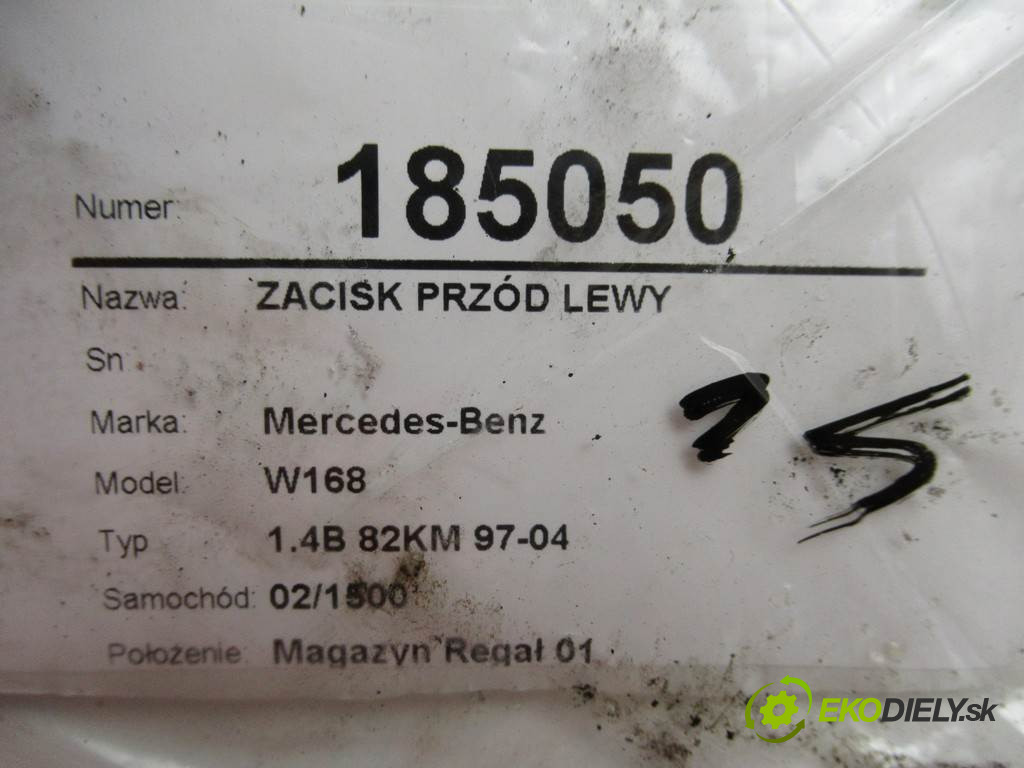 Numer: 185050
Nazwa: ZACISK PRZÓD LEWY
Sn
Marka: Mercedes-Benz
Model: W168
Typ 1.4B 82KM 97-04
Samochód: 02/1500
Położenie: Magazyn Regał 01
15
EKODIELY.sk